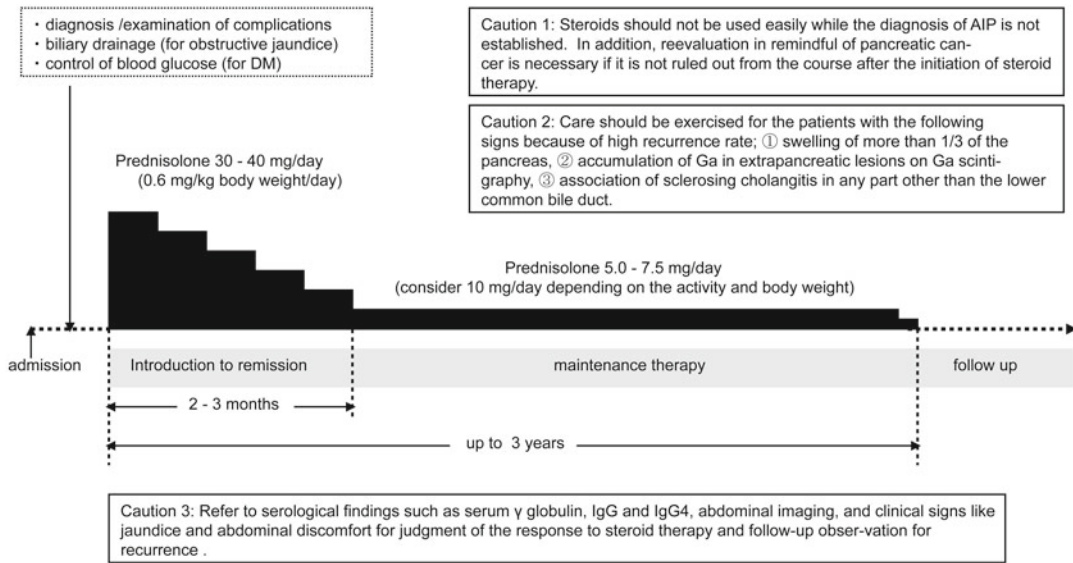 ・ diagnosis /examination of complications
・ biliary drainage (for obstructive jaundice)
・ control of blood glucose (for DM)
Caution 1: Steroids should not be used easily while the diagnosis of AIP is not
established.  In addition, reevaluation in remindful of pancreatic can-
cer is necessary if it is not ruled out from the course after the initiation of steroid
therapy.
Caution 2: Care should be exercised for the patients with the following
signs because of high recurrence rate; ① swelling of more than 1/3 of the
pancreas, ② accumulation of Ga in extrapancreatic lesions on Ga scinti-
graphy, ③ association of sclerosing cholangitis in any part other than the lower
common bile duct.
Prednisolone 30 - 40 mg/day
(0.6 mg/kg body weight/day)
Prednisolone 5.0 - 7.5 mg/day
(consider 10 mg/day depending on the activity and body weight)
admission
Introduction to remission
maintenance therapy
follow up
2 - 3 months
up to 3 years
Caution 3: Refer to serological findings such as serum γ globulin, IgG and IgG4, abdominal imaging, and clinical signs like
jaundice and abdominal discomfort for judgment of the response to steroid therapy and follow-up obser-vation for
recurrence .